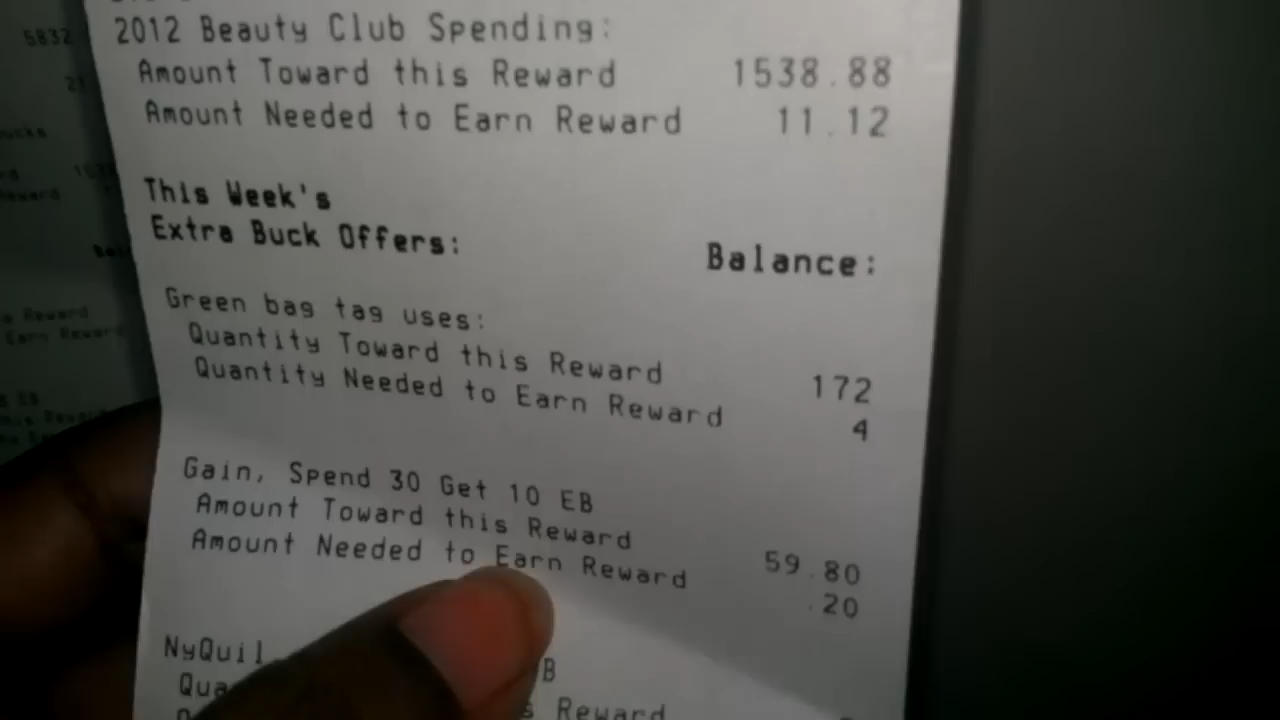 5832
2012 Beauty Club Spending:
Amount Toward this Reward 1538.88
Amount Needed to Earn Reward 11.12
This Week's
Extra Buck Offers: Balance:
Green bag tag uses:
Quantity Toward this Reward 172
Quantity Needed to Earn Reward 4
Gain, Spend 30 Get 10 EB
Amount Toward this Reward 59.80
Amount Needed to Earn Reward .20
NyQuil
Reward